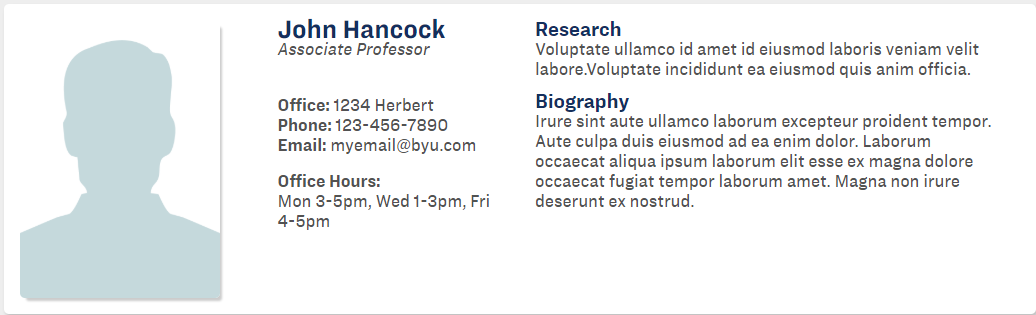 John Hancock
Associate Professor
Office: 1234 Herbert
Phone: 123-456-7890
Email: myemail@byu.com
Office Hours:
Mon 3-5pm, Wed 1-3pm, Fri
4-5pm
Research
Voluptate ullamco id amet id eiusmod laboris veniam velit
labore.Voluptate incididunt ea eiusmod quis anim officia.
Biography
Irure sint aute ullamco laborum excepteur proident tempor.
Aute culpa duis eiusmod ad ea enim dolor. Laborum
occaecat aliqua ipsum laborum elit esse ex magna dolore
occaecat fugiat tempor laborum amet. Magna non irure
deserunt ex nostrud.